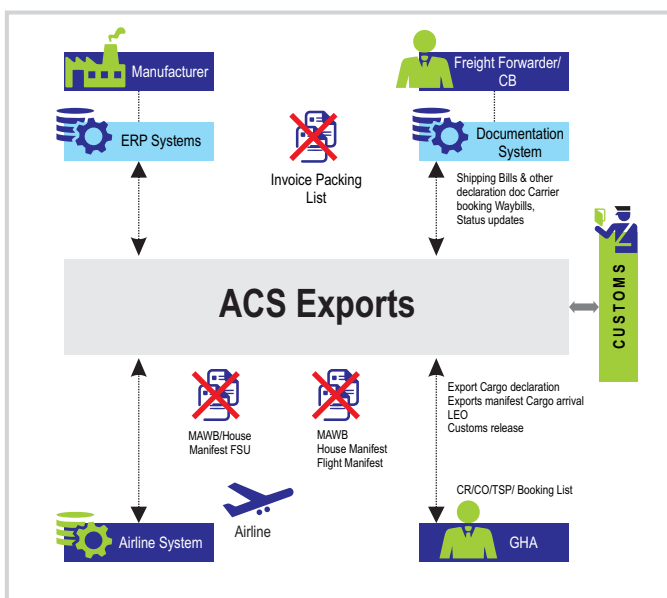 Manufacturer
Freight Forwarder/
CB
ERP Systems
Documentation
System
Invoice Packing
List
Shipping Bills & other
declaration doc Carrier
booking Waybills,
Status updates
CUSTOMS
ACS Exports
MAWB/House
Manifest FSU
MAWB
House Manifest
Flight Manifest
Export Cargo declaration
Exports manifest Cargo arrival
LEO
Customs release
CR/CO/TSP/ Booking List
Airline
Airline System
GHA